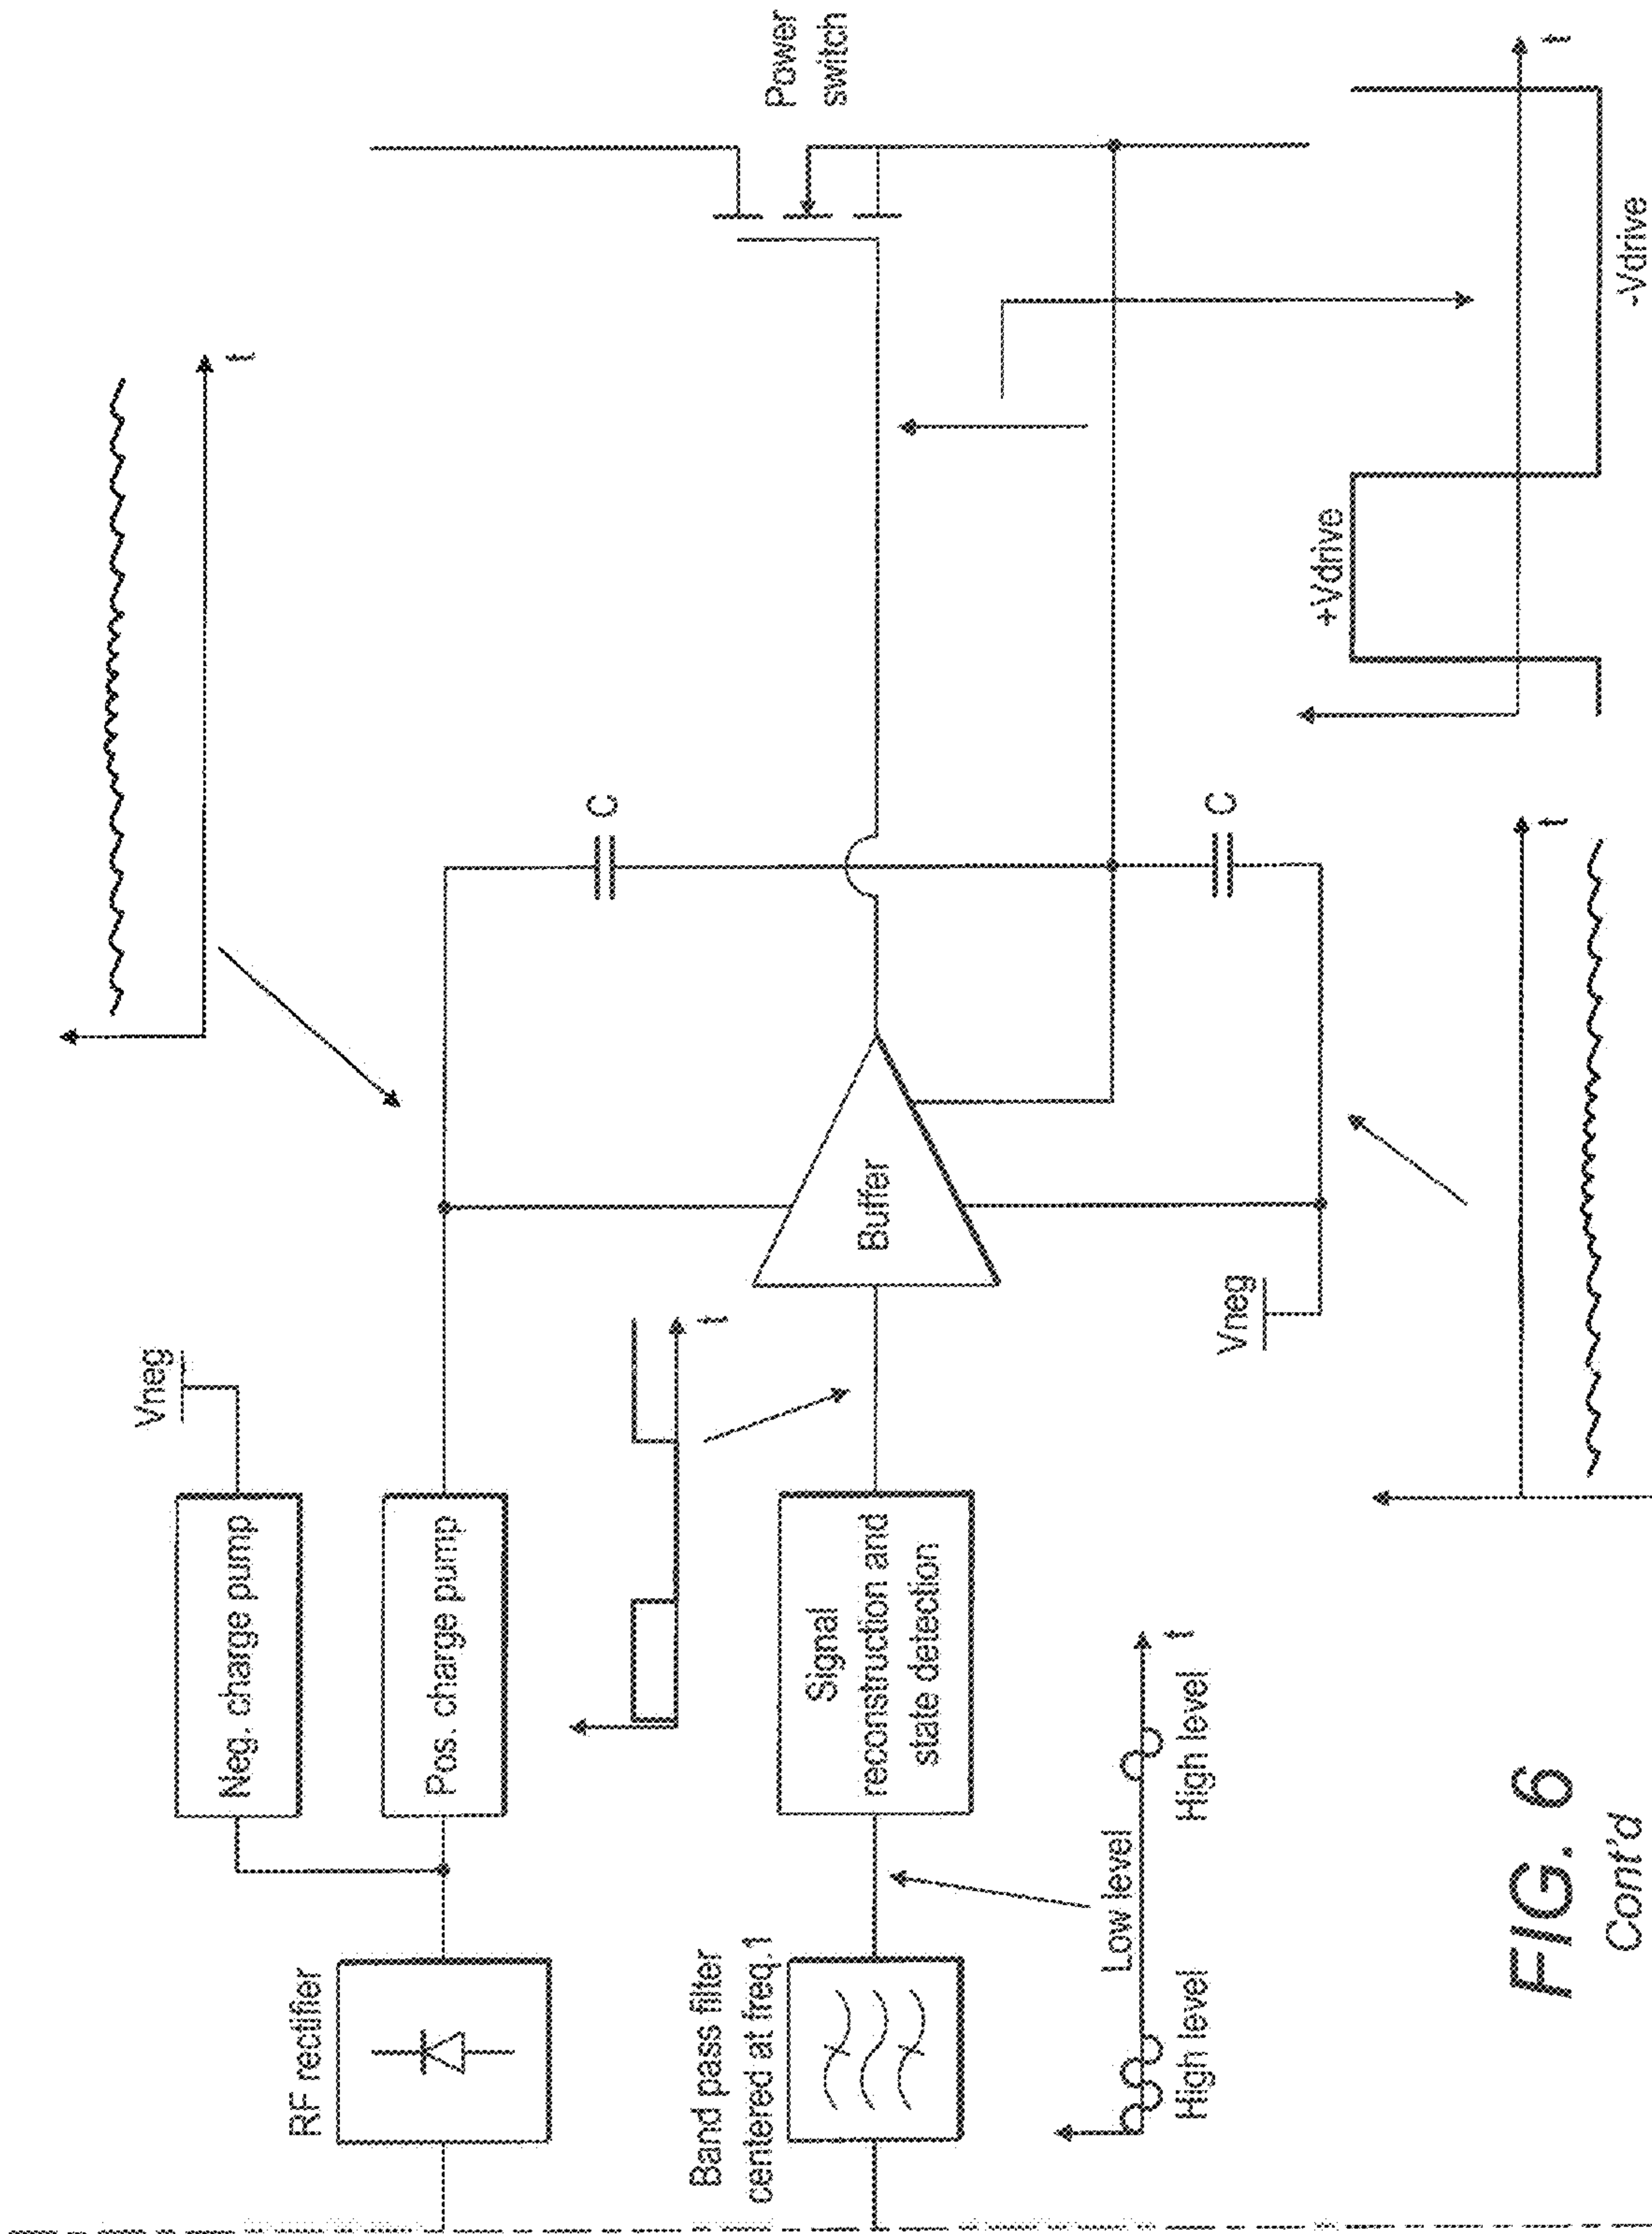 Neg. charge pump
Vneg
RF rectifier
Pos. charge pump
t
C
Power
switch
t
Band pass filter
centered at freq.1
Signal
reconstruction and
state detection
Buffer
Low level
High level
High level
t
Vneg
C
t
+Vdrive
-Vdrive
t
FIG. 6
Cont'd